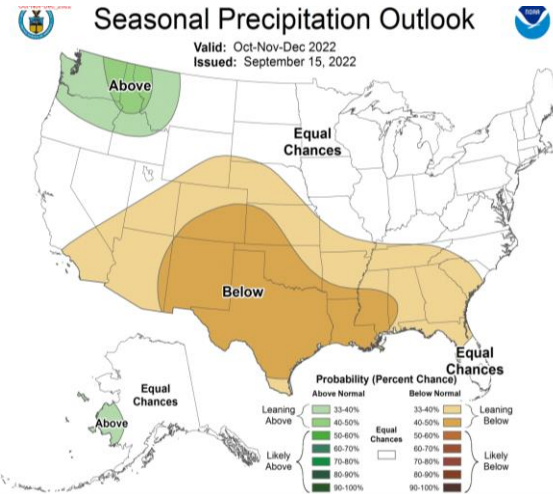 Seasonal Precipitation Outlook
Valid: Oct-Nov-Dec 2022
Issued: September 15, 2022
Above
Equal
Chances
Below
Equal
Chances
Equal
Chances
Above
Probability (Percent Chance)
Above Normal Below Normal
Leaning
Above
33-40%
40-50%
Likely
Above
50-60%
60-70%
70-80%
80-90%
90-100%
Equal
Chances
33-40%
40-50%
Leaning
Below
50-60%
60-70%
70-80%
80-90%
90-100%
Likely
Below